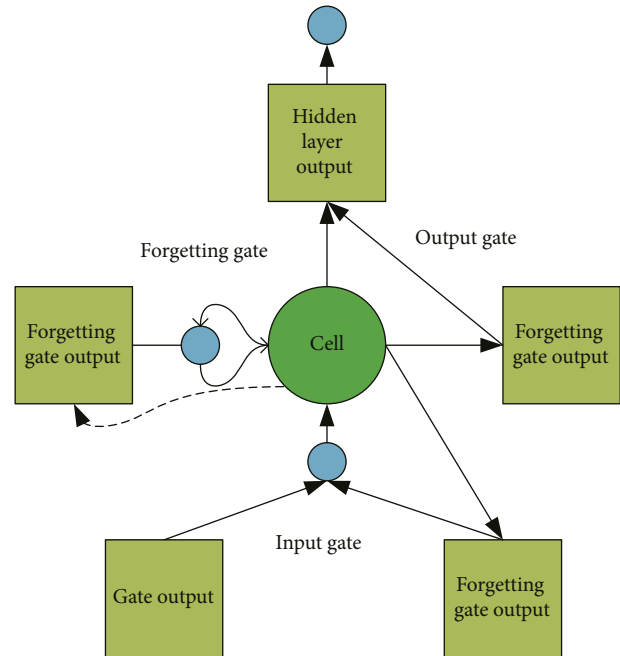 Hidden
layer
output
Output gate
Forgetting gate
Forgetting
gate output
Cell
Forgetting
gate output
Input gate
Gate output
Forgetting
gate output